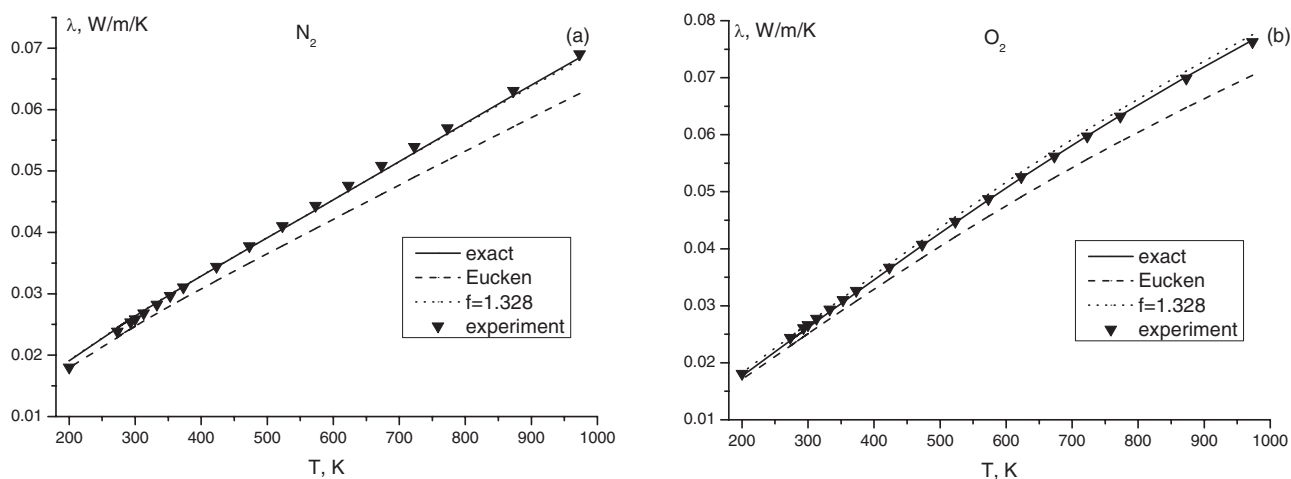 λ, W/m/K
N₂
(a)
0.07
0.06
0.05
0.04
0.03
0.02
0.01
exact
Eucken
f=1.328
experiment
200 300 400 500 600 700 800 900 1000
T, K
λ, W/m/K
O₂
(b)
0.08
0.07
0.06
0.05
0.04
0.03
0.02
0.01
exact
Eucken
f=1.328
experiment
200 300 400 500 600 700 800 900 1000
T, K